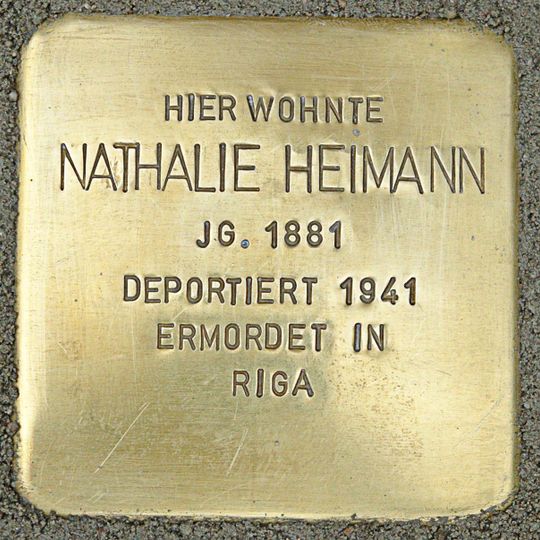 HIER WOHNTE
NATHALIE HEIMANN
JG. 1881
DEPORTIERT 1941
ERMORDET IN
RIGA